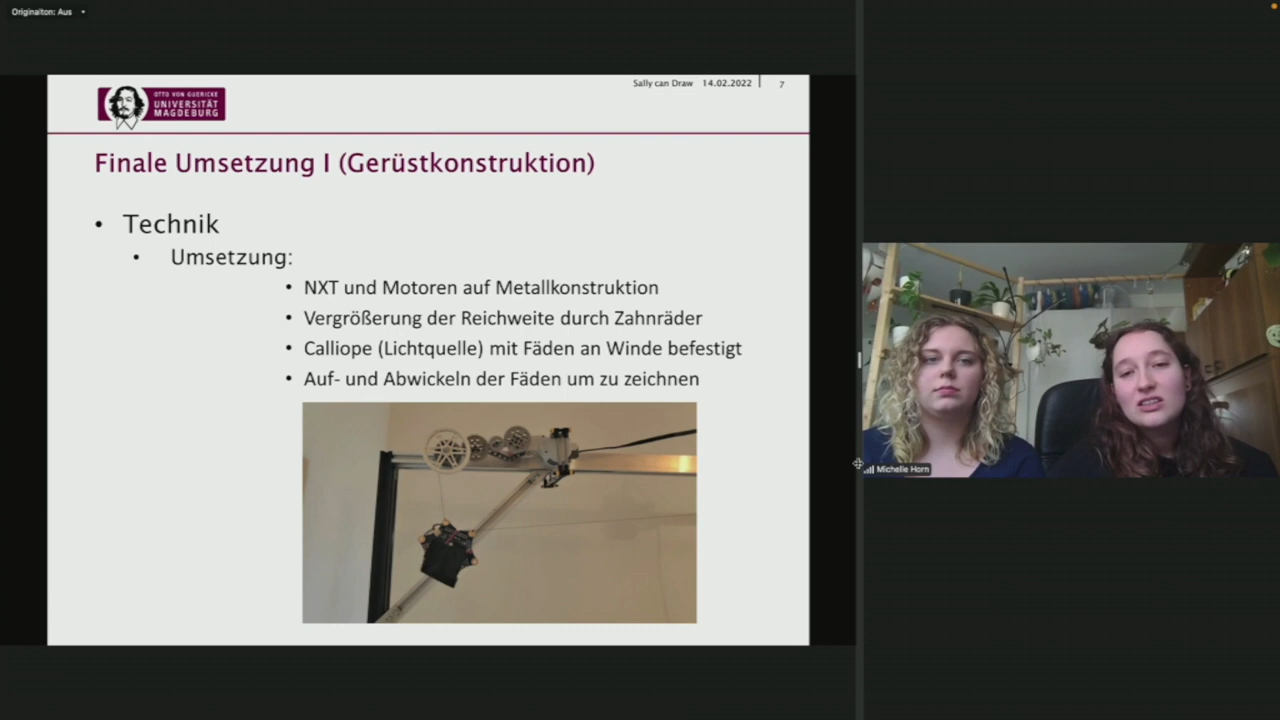 Originalton: Aus
Sally can Draw 14.02.2022 7
OTTO VON GUERICKE
UNIVERSITÄT
MAGDEBURG
Finale Umsetzung I (Gerüstkonstruktion)
• Technik
• Umsetzung:
• NXT und Motoren auf Metallkonstruktion
• Vergrößerung der Reichweite durch Zahnräder
• Calliope (Lichtquelle) mit Fäden an Winde befestigt
• Auf- und Abwickeln der Fäden um zu zeichnen
Michelle Horn